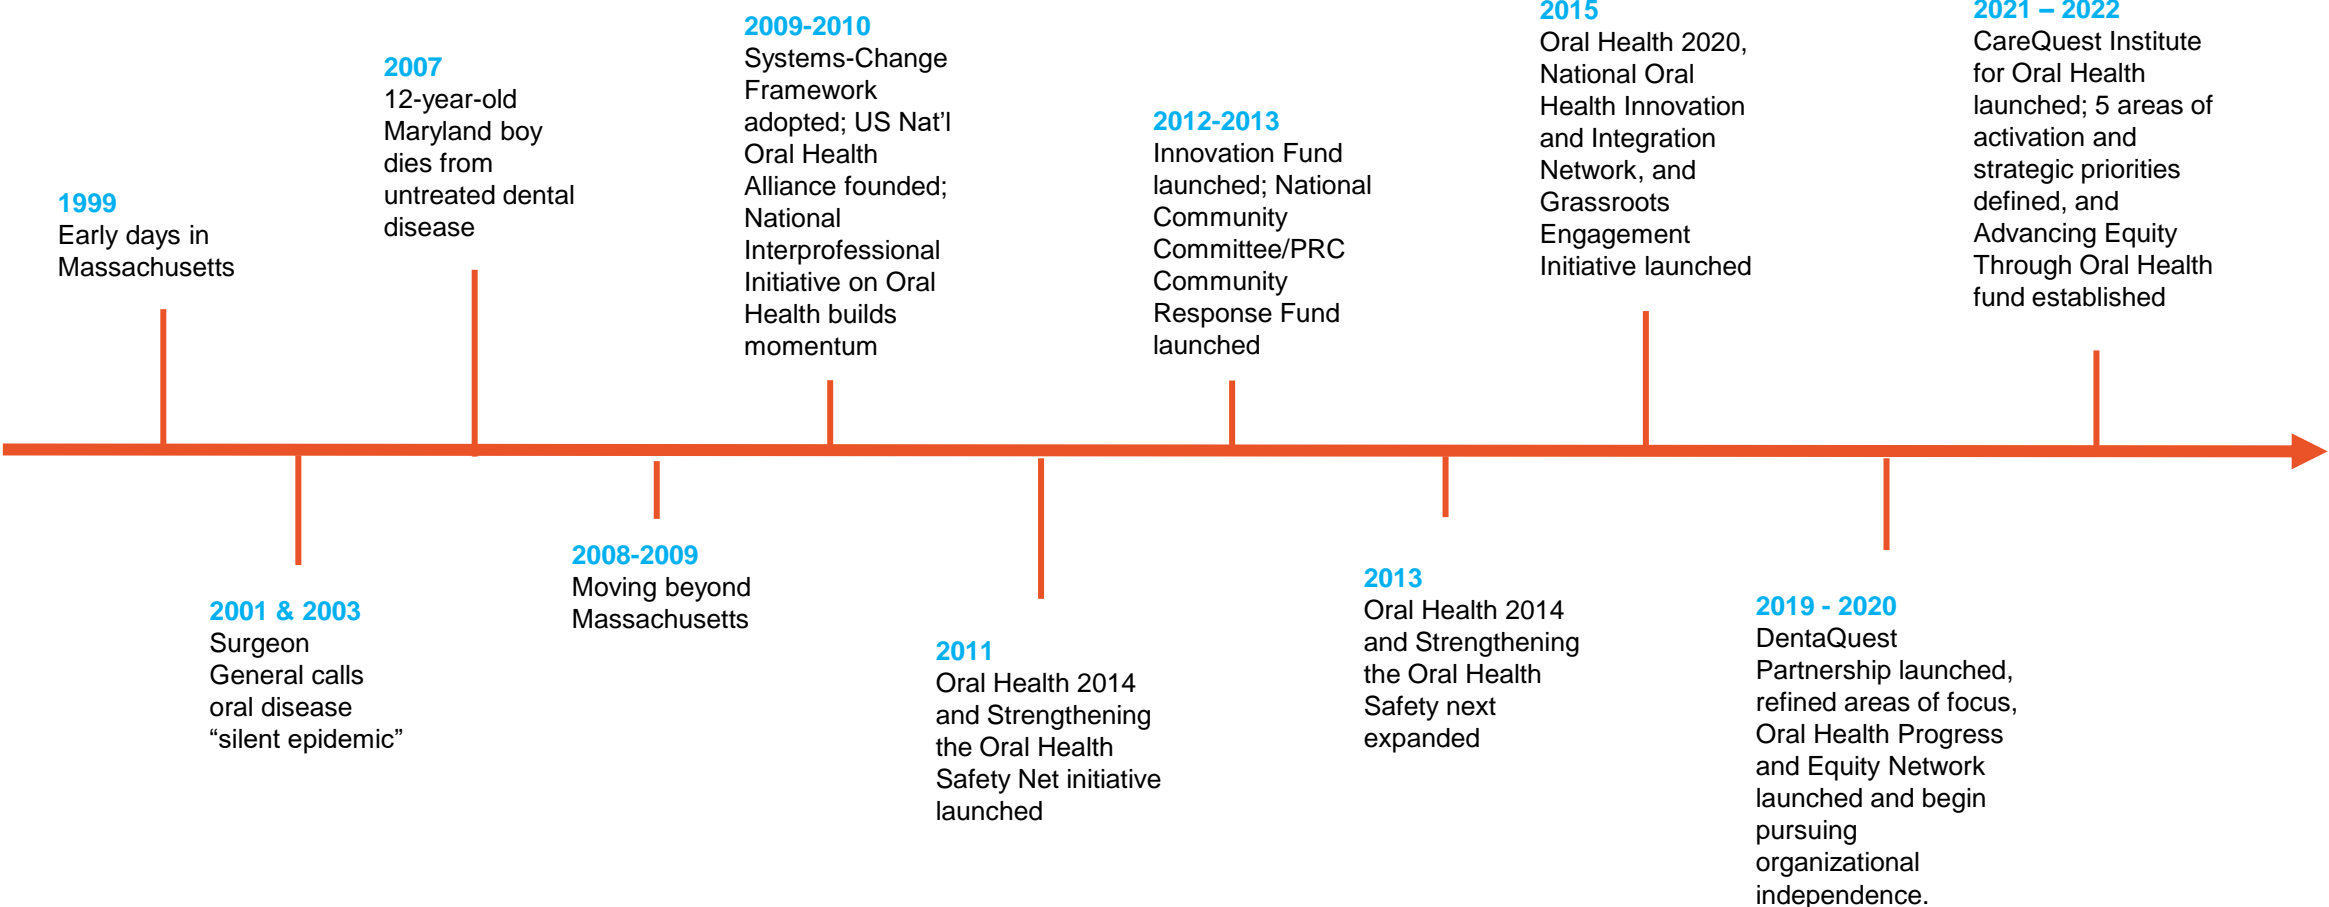 1999
Early days in
Massachusetts
2001 & 2003
Surgeon
General calls
oral disease
“silent epidemic”
2007
12-year-old
Maryland boy
dies from
untreated dental
disease
2008-2009
Moving beyond
Massachusetts
2009-2010
Systems-Change
Framework
adopted; US Nat’l
Oral Health
Alliance founded;
National
Interprofessional
Initiative on Oral
Health builds
momentum
2011
Oral Health 2014
and Strengthening
the Oral Health
Safety Net initiative
launched
2012-2013
Innovation Fund
launched; National
Community
Committee/PRC
Community
Response Fund
launched
2013
Oral Health 2014
and Strengthening
the Oral Health
Safety next
expanded
2015
Oral Health 2020,
National Oral
Health Innovation
and Integration
Network, and
Grassroots
Engagement
Initiative launched
2019 - 2020
DentaQuest
Partnership launched,
refined areas of focus,
Oral Health Progress
and Equity Network
launched and begin
pursuing
organizational
independence.
2021 – 2022
CareQuest Institute
for Oral Health
launched; 5 areas of
activation and
strategic priorities
defined, and
Advancing Equity
Through Oral Health
fund established